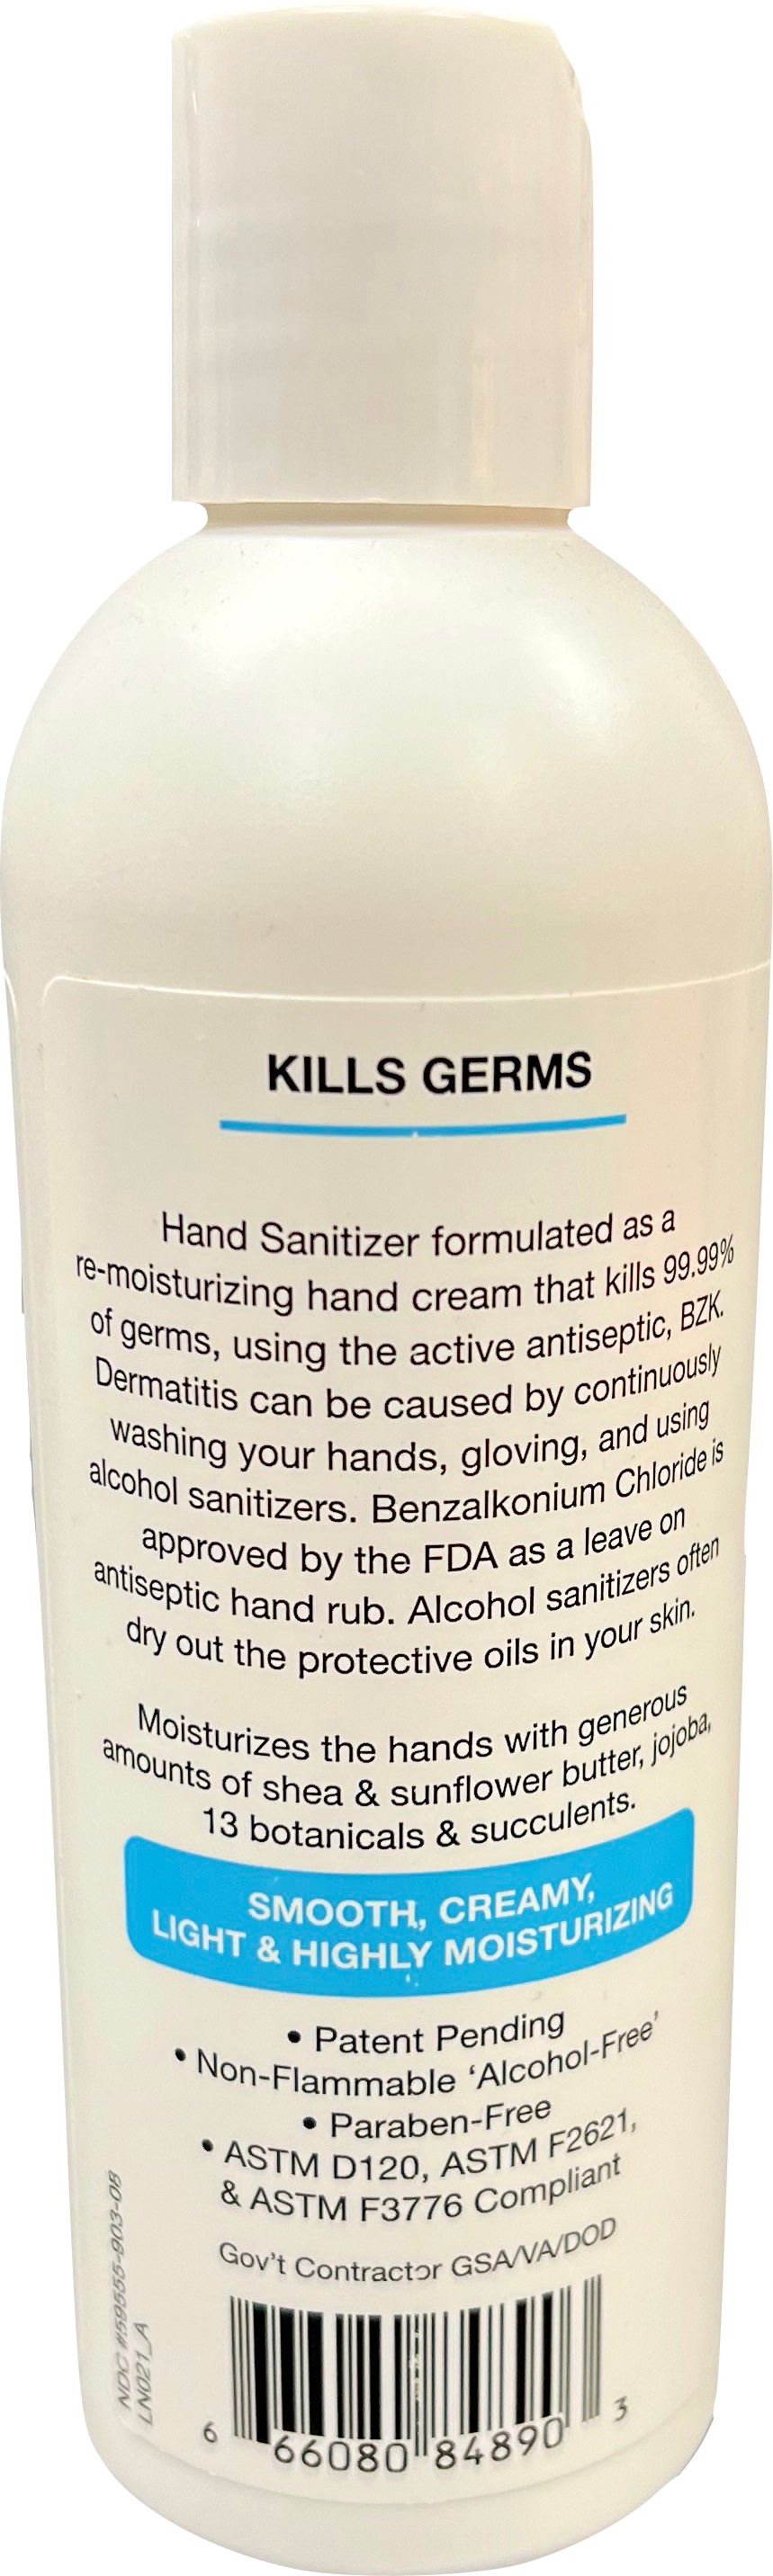 KILLS GERMS
Hand Sanitizer formulated as a
re-moisturizing hand cream that kills 99.99%
of germs, using the active antiseptic, BZK.
Dermatitis can be caused by continuously
washing your hands, gloving, and using
alcohol sanitizers. Benzalkonium Chloride is
approved by the FDA as a leave on
antiseptic hand rub. Alcohol sanitizers often
dry out the protective oils in your skin.
Moisturizes the hands with generous
amounts of shea & sunflower butter, jojoba,
13 botanicals & succulents.
SMOOTH, CREAMY,
LIGHT & HIGHLY MOISTURIZING
• Patent Pending
• Non-Flammable ‘Alcohol-Free’
• Paraben-Free
• ASTM D120, ASTM F2621,
& ASTM F3776 Compliant
Gov’t Contractor GSA/VA/DOD
NDC #59555-903-08
LN021_A
6 66080 84890 3